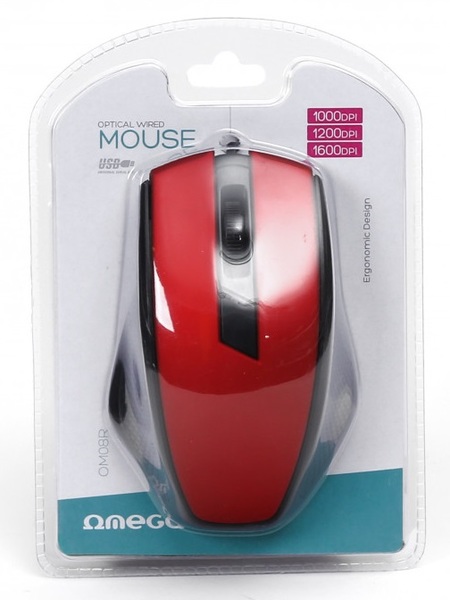 OPTICAL WIRED
MOUSE
USB
1000DPI
1200DPI
1600DPI
Ergonomic Design
OM08R
Ωmega